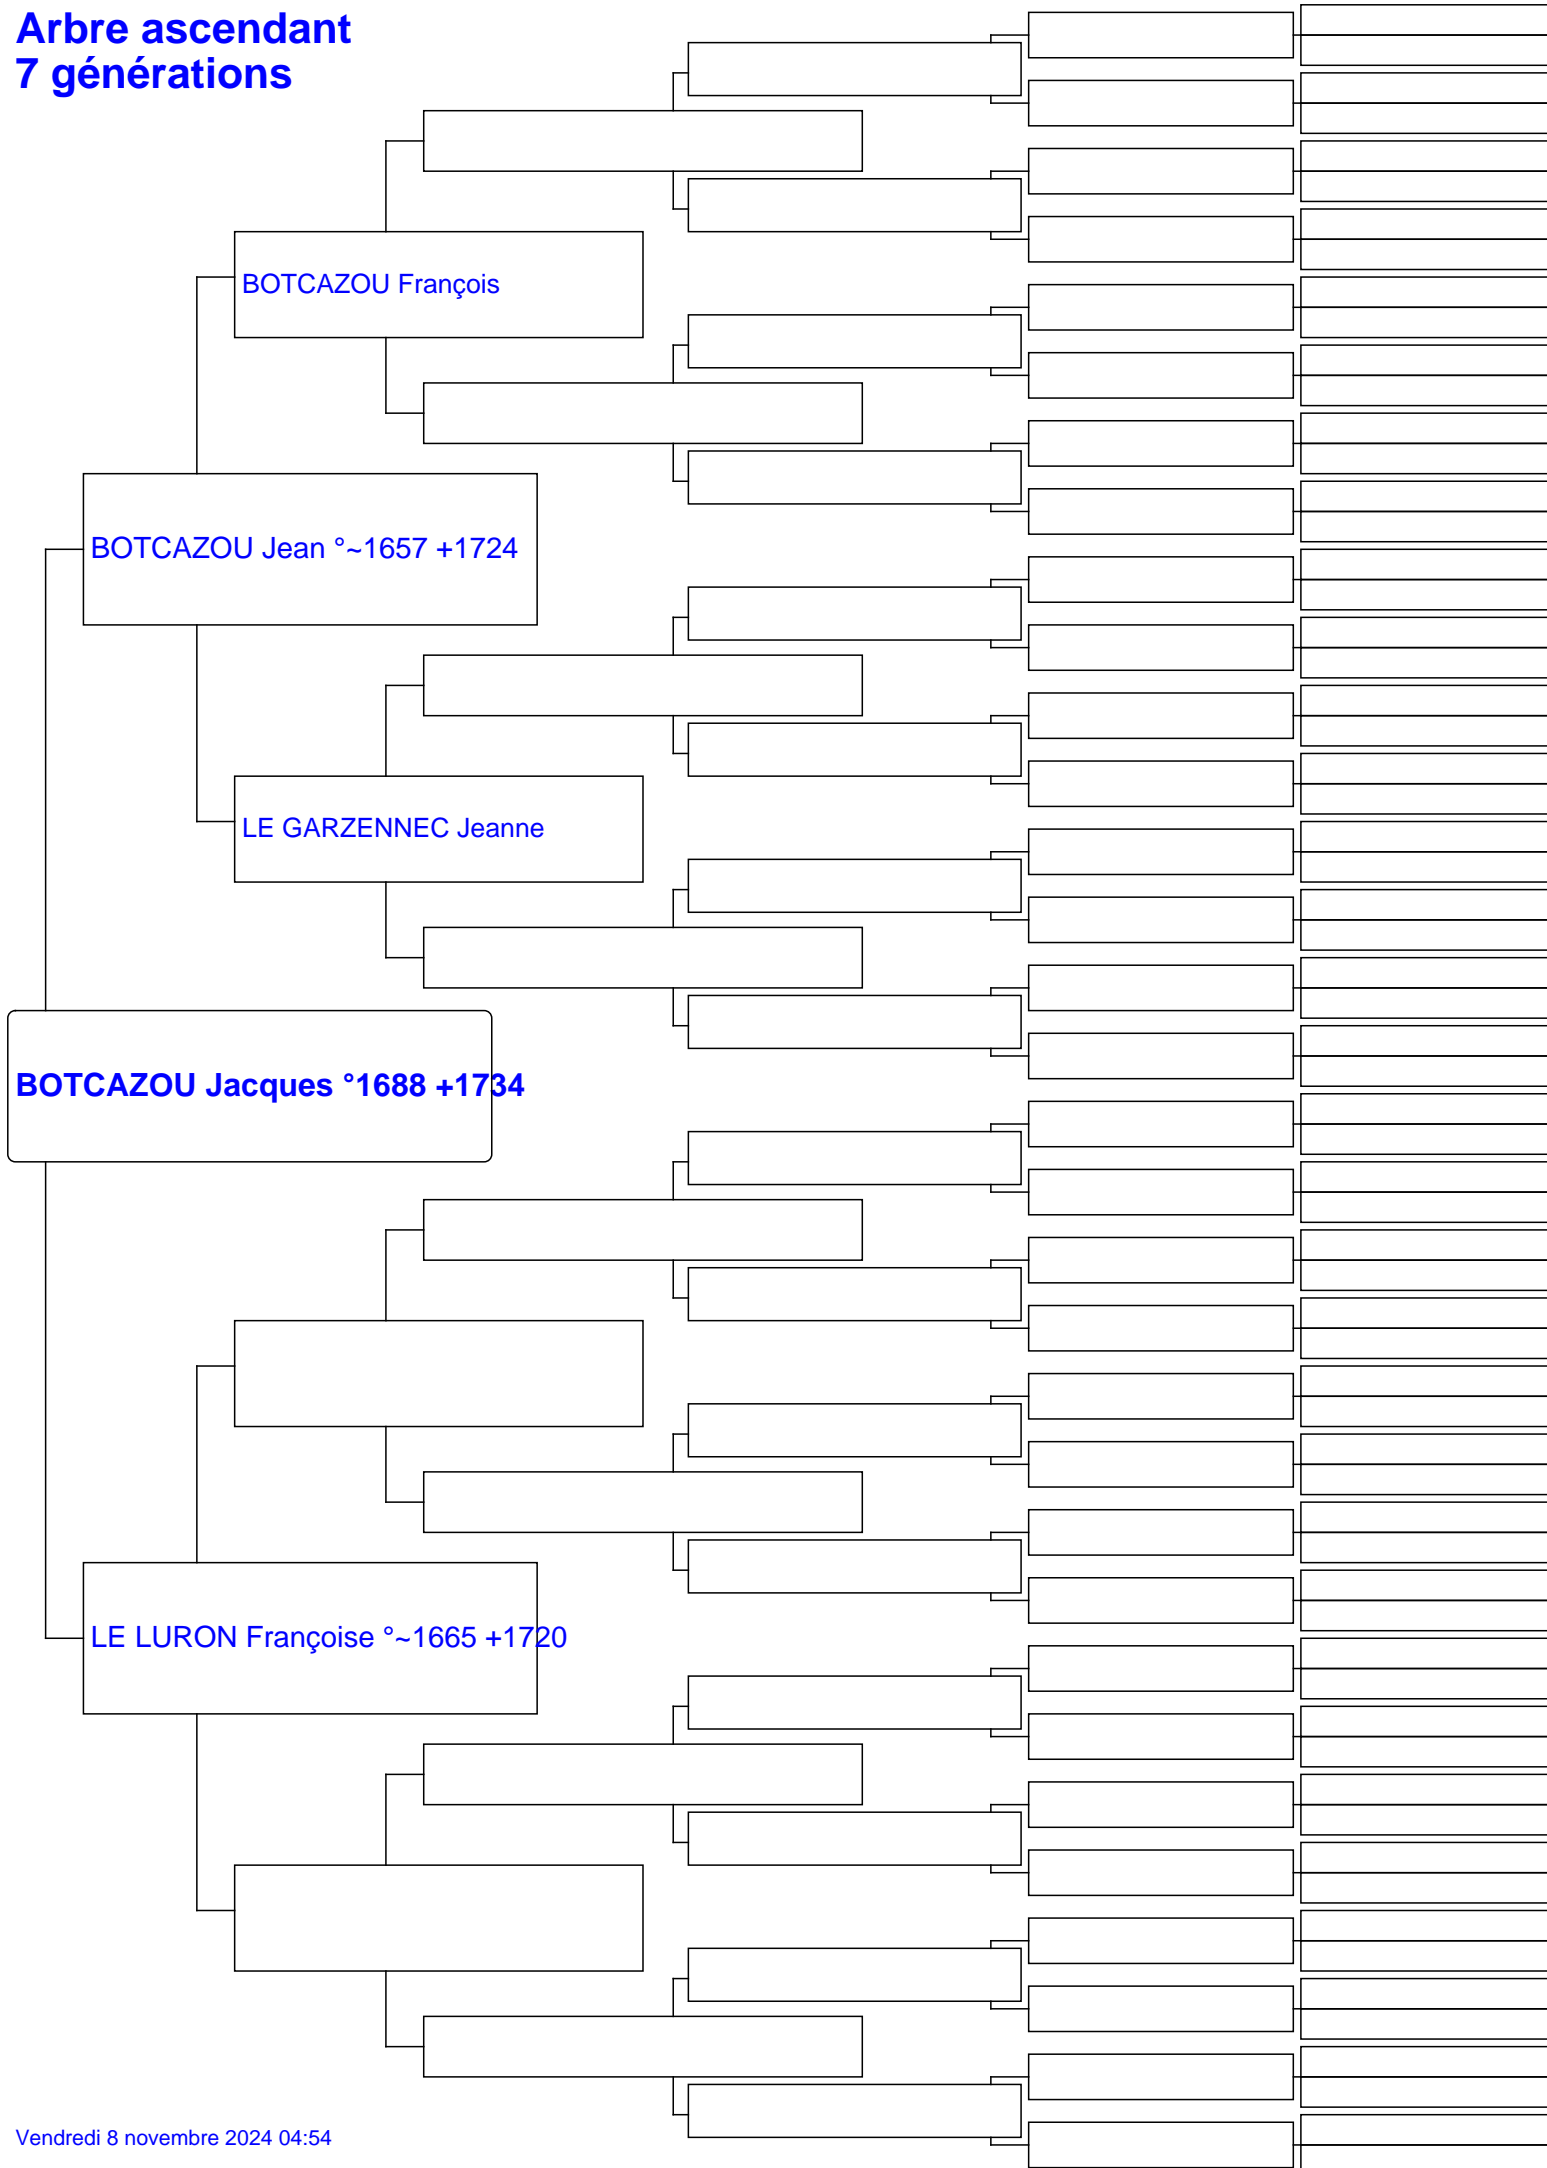 Arbre ascendant
7 générations
BOTCAZOU François
BOTCAZOU Jean °~1657 +1724
LE GARZENNEC Jeanne
BOTCAZOU Jacques °1688 +1734
LE LURON Françoise °~1665 +1720
Vendredi 8 novembre 2024 04:54